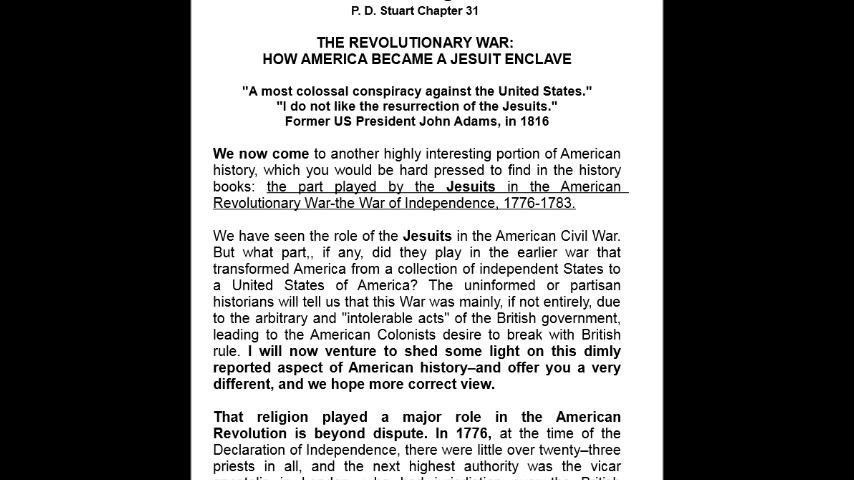 P. D. Stuart Chapter 31
THE REVOLUTIONARY WAR:
HOW AMERICA BECAME A JESUIT ENCLAVE
"A most colossal conspiracy against the United States."
"I do not like the resurrection of the Jesuits."
Former US President John Adams, in 1816
We now come to another highly interesting portion of American
history, which you would be hard pressed to find in the history
books: the part played by the Jesuits in the American
Revolutionary War-the War of Independence, 1776-1783.
We have seen the role of the Jesuits in the American Civil War.
But what part,, if any, did they play in the earlier war that
transformed America from a collection of independent States to
a United States of America? The uninformed or partisan
historians will tell us that this War was mainly, if not entirely, due
to the arbitrary and "intolerable acts" of the British government,
leading to the American Colonists desire to break with British
rule. I will now venture to shed some light on this dimly
reported aspect of American history–and offer you a very
different, and we hope more correct view.
That religion played a major role in the American
Revolution is beyond dispute. In 1776, at the time of the
Declaration of Independence, there were little over twenty–three
priests in all, and the next highest authority was the vicar